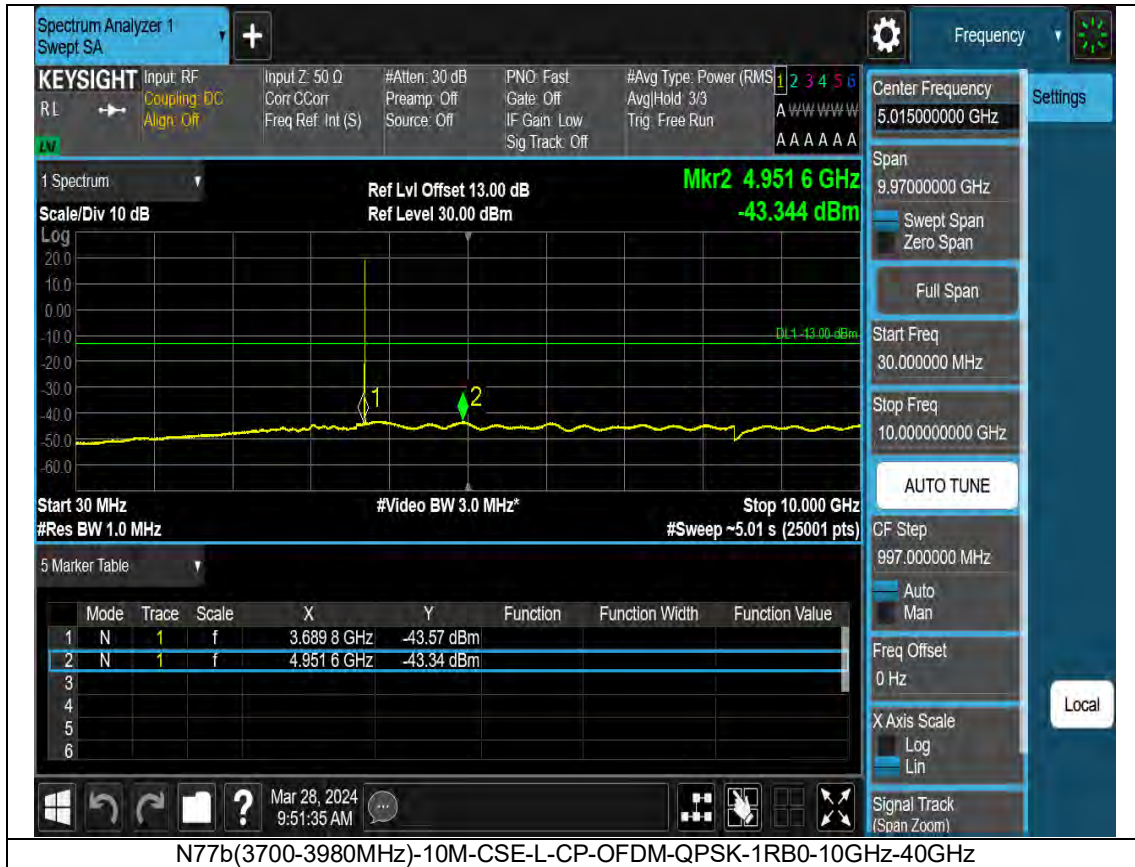 Spectrum Analyzer 1
Swept SA
Frequency
KEYSIGHT
RL
Input: RF
Coupling: DC
Align: Off
Input Z: 50 Ω
Corr CCorr
Freq Ref: Int (S)
#Atten: 30 dB
Preamp: Off
Source: Off
PNO: Fast
Gate: Off
IF Gain: Low
Sig Track: Off
#Avg Type: Power (RMS
Avg|Hold: 3/3
Trig: Free Run
1 2 3 4 5 6
A W W W W W
A A A A A A
Center Frequency
5.015000000 GHz
Settings
1 Spectrum
Scale/Div 10 dB
Ref Lvl Offset 13.00 dB
Ref Level 30.00 dBm
Mkr2 4.951 6 GHz
-43.344 dBm
Span
9.97000000 GHz
Swept Span
Zero Span
Full Span
Start Freq
30.000000 MHz
Stop Freq
10.000000000 GHz
AUTO TUNE
CF Step
997.000000 MHz
Auto
Man
Freq Offset
0 Hz
X Axis Scale
Log
Lin
Signal Track
(Span Zoom)
Local
Log
20.0
10.0
0.00
-10.0
-20.0
-30.0
-40.0
-50.0
-60.0
DL1 -13.00 dBm
1
2
Start 30 MHz
#Res BW 1.0 MHz
#Video BW 3.0 MHz*
Stop 10.000 GHz
#Sweep ~5.01 s (25001 pts)
5 Marker Table
Mode Trace Scale X Y Function Function Width Function Value
1 N 1 f 3.689 8 GHz -43.57 dBm
2 N 1 f 4.951 6 GHz -43.34 dBm
3
4
5
6
?
Mar 28, 2024
9:51:35 AM
N77b(3700-3980MHz)-10M-CSE-L-CP-OFDM-QPSK-1RB0-10GHz-40GHz